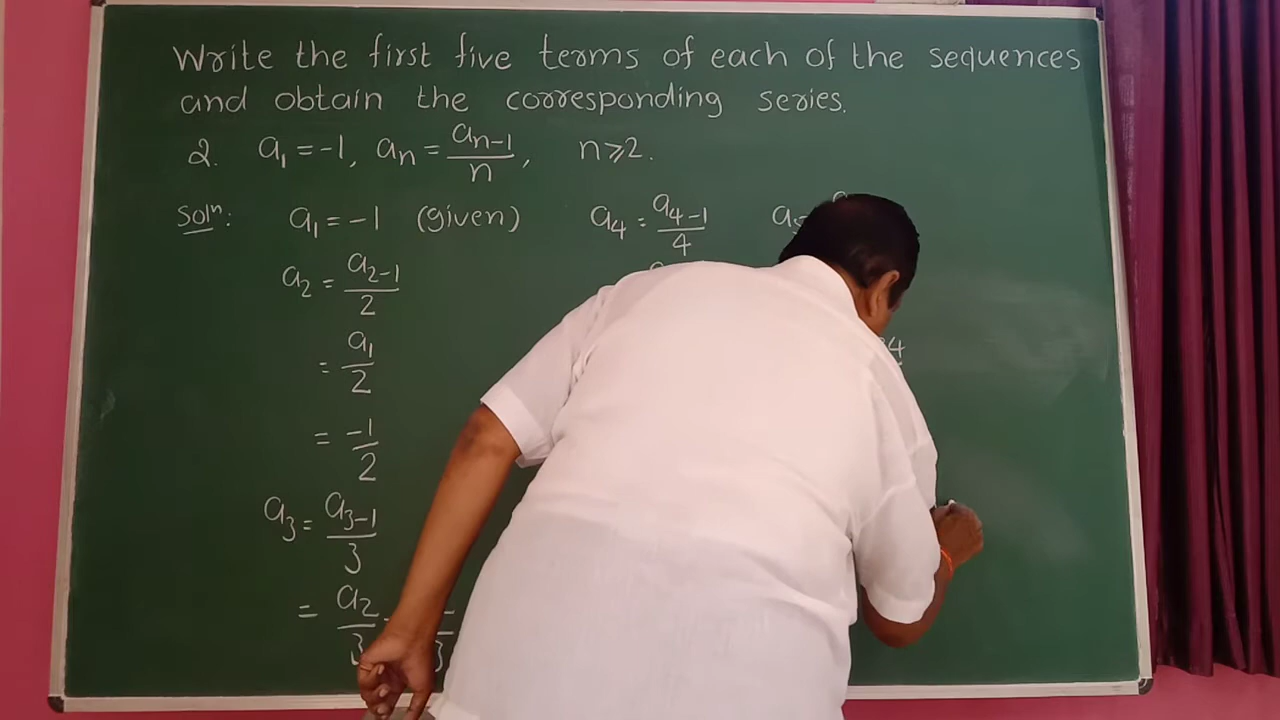 Write the first five terms of each of the sequences
and obtain the corresponding series.
2. a₁ = -1, aₙ = aₙ₋₁/n, n ≥ 2.
Solⁿ: a₁ = -1 (given)
a₂ = a₂₋₁/2
= a₁/2
= -1/2
a₃ = a₃₋₁/3
= a₂/3
a₄ = a₄₋₁/4